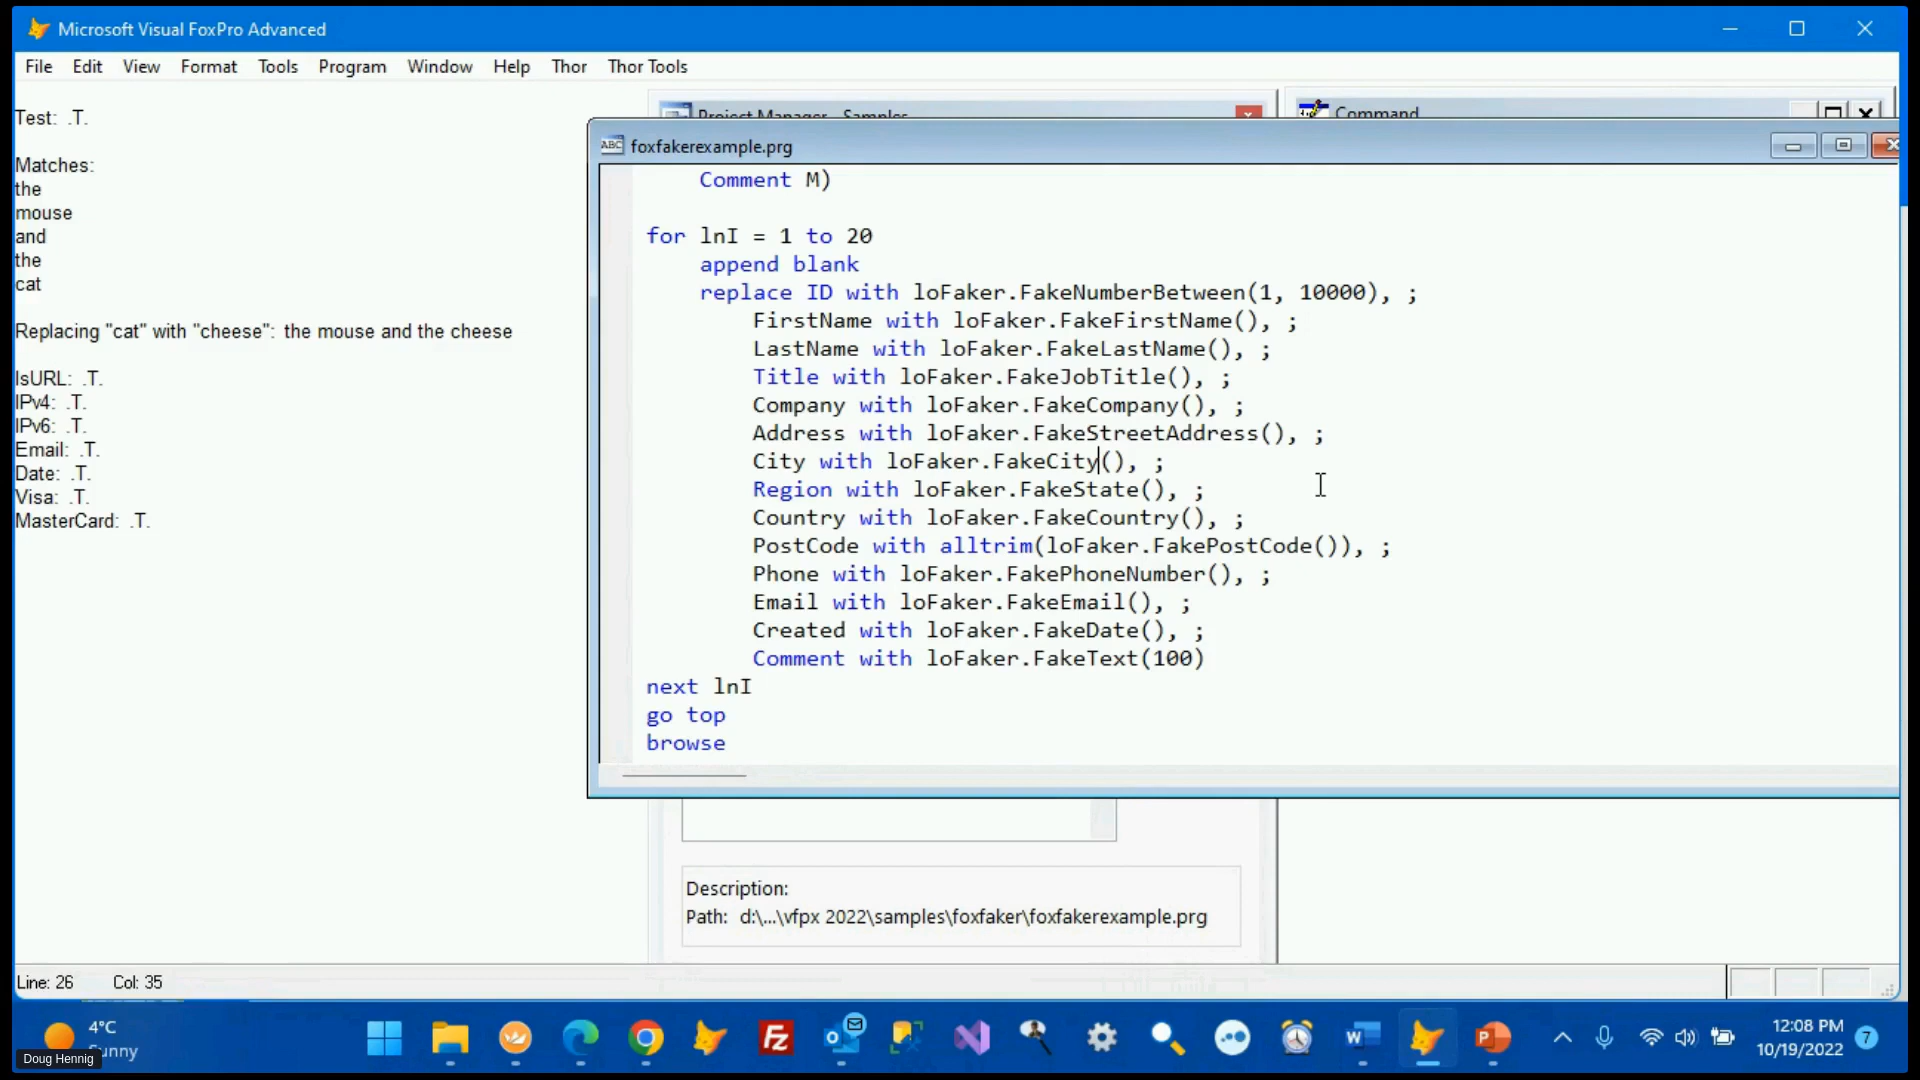 Microsoft Visual FoxPro Advanced
File Edit View Format Tools Program Window Help Thor Thor Tools
Test: .T.
Matches:
the
mouse
and
the
cat
Replacing "cat" with "cheese": the mouse and the cheese
IsURL: .T.
IPv4: .T.
IPv6: .T.
Email: .T.
Date: .T.
Visa: .T.
MasterCard: .T.
Project Manager - Samples
Command
foxfakerexample.prg
Comment M)
for lnI = 1 to 20
append blank
replace ID with loFaker.FakeNumberBetween(1, 10000), ;
FirstName with loFaker.FakeFirstName(), ;
LastName with loFaker.FakeLastName(), ;
Title with loFaker.FakeJobTitle(), ;
Company with loFaker.FakeCompany(), ;
Address with loFaker.FakeStreetAddress(), ;
City with loFaker.FakeCity(), ;
Region with loFaker.FakeState(), ;
Country with loFaker.FakeCountry(), ;
PostCode with alltrim(loFaker.FakePostCode()), ;
Phone with loFaker.FakePhoneNumber(), ;
Email with loFaker.FakeEmail(), ;
Created with loFaker.FakeDate(), ;
Comment with loFaker.FakeText(100)
next lnI
go top
browse
Description:
Path: d:\...\vfpx 2022\samples\foxfaker\foxfakerexample.prg
Line: 26 Col: 35
4°C
Sunny
Doug Hennig
12:08 PM
10/19/2022
7